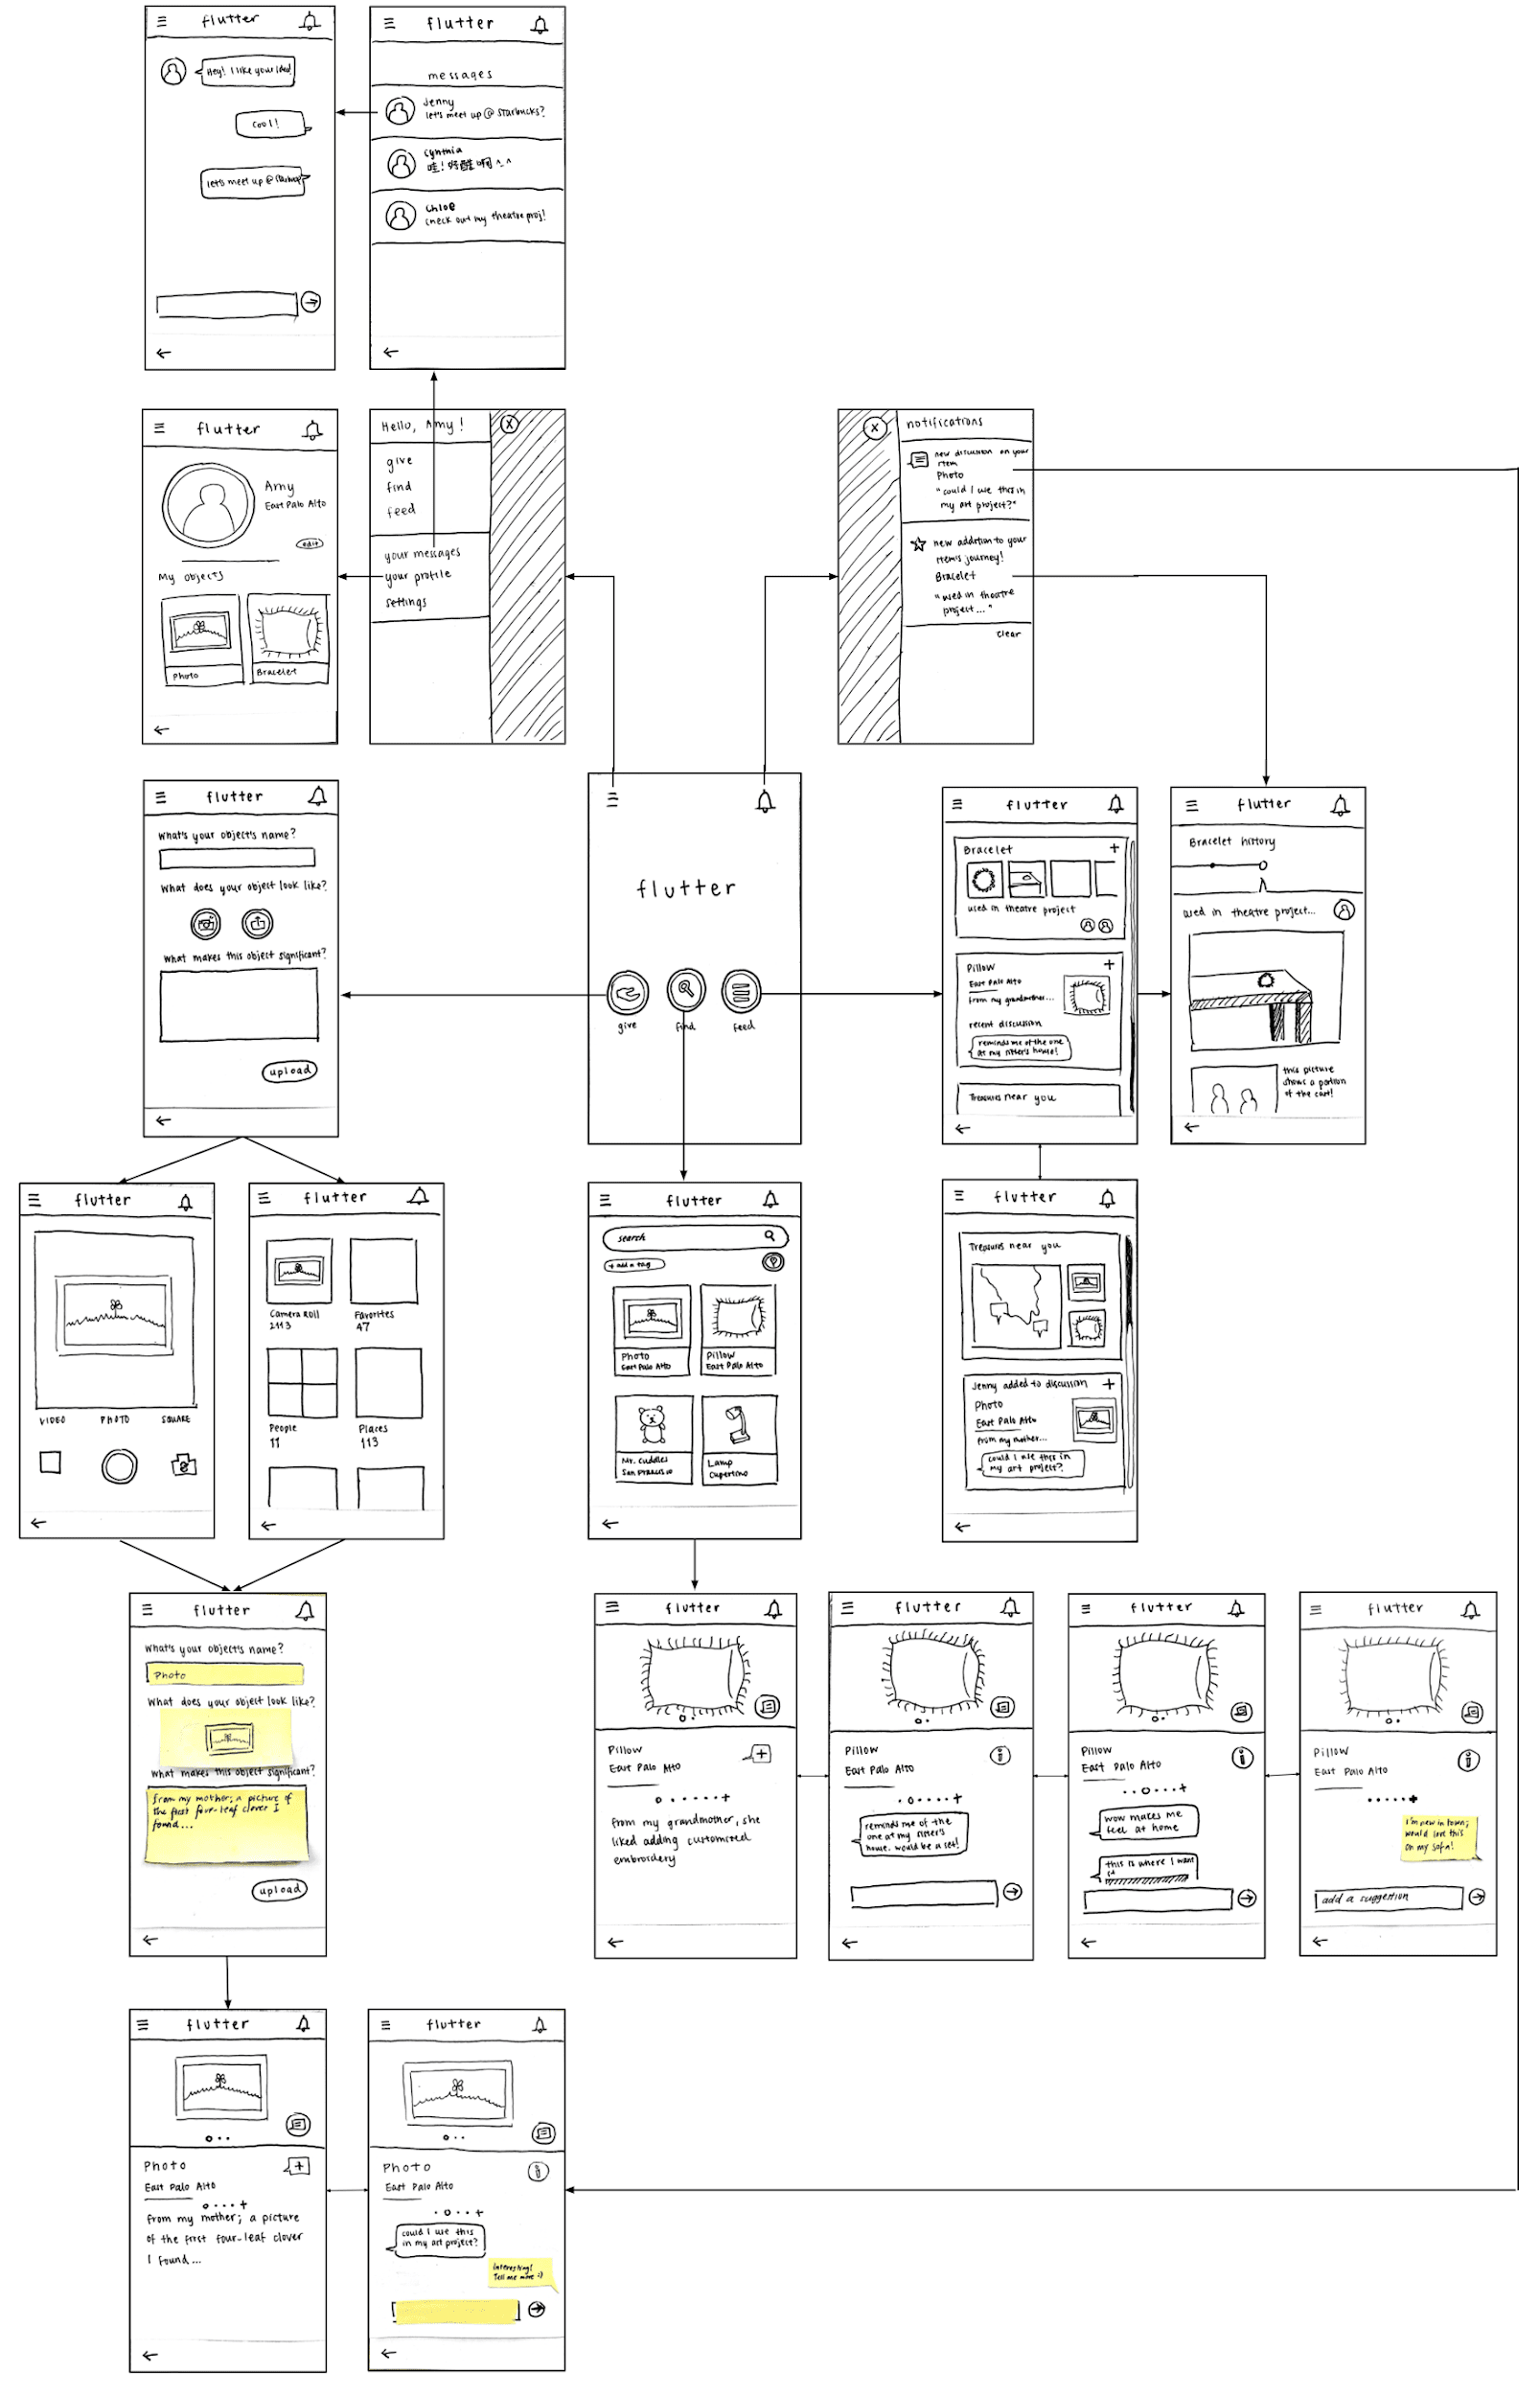 flutter
Hey! I like your idea!
Cool!
let's meet up @ Starbucks
flutter
messages
Jenny
let's meet up @ Starbucks?
Cynthia
哇!好酷啊^_^
Chloe
check out my theatre proj!
flutter
Amy
East Palo Alto
edit
My objects
Photo
Bracelet
Hello, Amy!
give
find
feed
your messages
your profile
settings
notifications
new discussion on your
item
Photo
"could I use this in
my art project?"
new addition to your
item's journey!
Bracelet
"used in theatre
project..."
clear
flutter
What's your object's name?
What does your object look like?
What makes this object significant?
upload
flutter
give
find
feed
flutter
Bracelet +
used in theatre project
Pillow +
East Palo Alto
from my grandmother...
recent discussion
reminds me of the one
at my sister's house!
Treasures near you
flutter
Bracelet history
used in theatre project...
this picture
shows a portion
of the cast!
flutter
VIDEO PHOTO SQUARE
flutter
Camera Roll
2113
Favorites
47
People
11
Places
113
flutter
search
+ add a tag
Photo
East Palo Alto
Pillow
East Palo Alto
Mr. Cuddles
San Francisco
Lamp
Cupertino
flutter
Treasures near you
Jenny added to discussion +
Photo
East Palo Alto
from my mother...
could I use this in
my art project?
flutter
What's your object's name?
Photo
What does your object look like?
What makes this object significant?
from my mother; a picture of
the first four-leaf clover I
found...
upload
flutter
Pillow
East Palo Alto
from my grandmother, she
liked adding customized
embroidery
flutter
Pillow
East Palo Alto
reminds me of the
one at my sister's
house. would be a set!
flutter
Pillow
East Palo Alto
wow makes me
feel at home
this is where I want
flutter
Pillow
East Palo Alto
I'm new in town;
would love this
on my sofa!
add a suggestion
flutter
Photo
East Palo Alto
from my mother; a picture
of the first four-leaf clover
I found...
flutter
Photo
East Palo Alto
could I use this
in my art project?
Interesting!
Tell me more :)